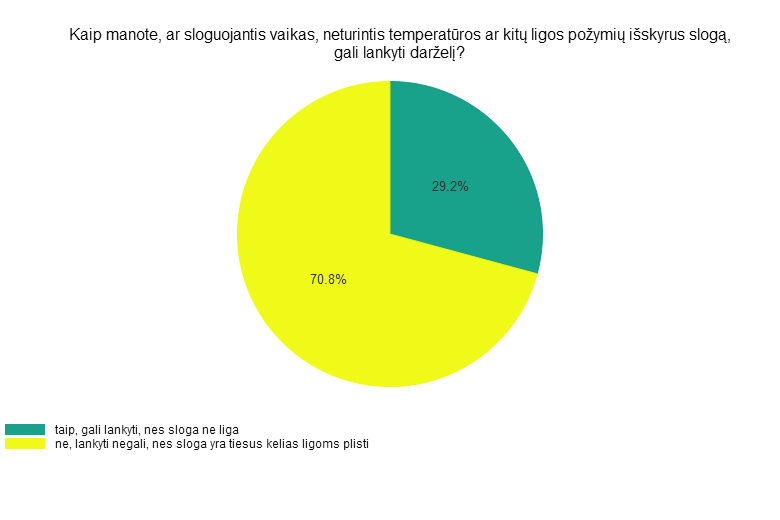 Kaip manote, ar sloguojantis vaikas, neturintis temperatūros ar kitų ligos požymių išskyrus slogą,
gali lankyti darželį?
29.2%
70.8%
taip, gali lankyti, nes sloga ne liga
ne, lankyti negali, nes sloga yra tiesus kelias ligoms plisti